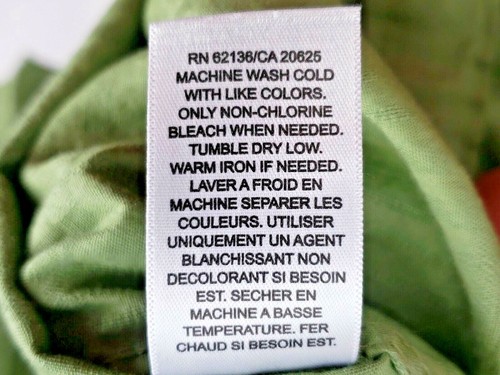 RN 62136/CA 20625
MACHINE WASH COLD
WITH LIKE COLORS.
ONLY NON-CHLORINE
BLEACH WHEN NEEDED.
TUMBLE DRY LOW.
WARM IRON IF NEEDED.
LAVER A FROID EN
MACHINE SEPARER LES
COULEURS. UTILISER
UNIQUEMENT UN AGENT
BLANCHISSANT NON
DECOLORANT SI BESOIN
EST. SECHER EN
MACHINE A BASSE
TEMPERATURE. FER
CHAUD SI BESOIN EST.